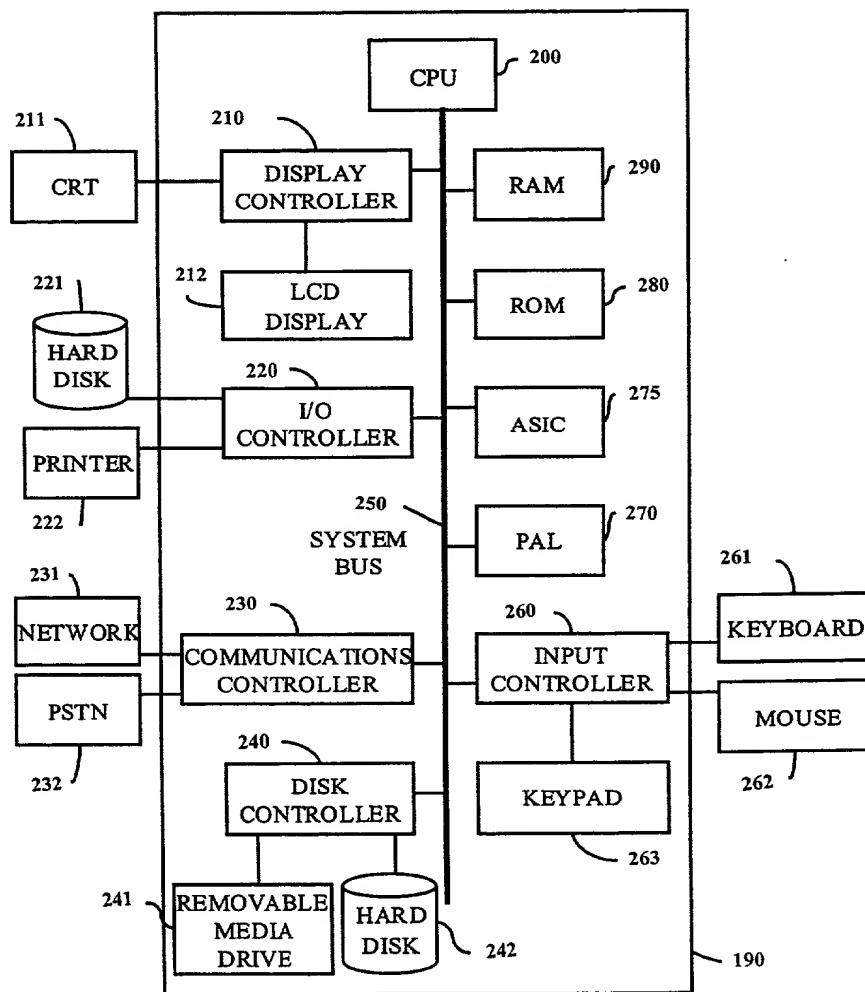 CPU
200
211
210
CRT
DISPLAY
CONTROLLER
RAM
290
212
LCD
DISPLAY
ROM
280
221
HARD
DISK
220
I/O
CONTROLLER
ASIC
275
PRINTER
222
250
SYSTEM
BUS
PAL
270
231
NETWORK
230
COMMUNICATIONS
CONTROLLER
260
INPUT
CONTROLLER
261
KEYBOARD
PSTN
232
MOUSE
262
240
DISK
CONTROLLER
KEYPAD
263
241
REMOVABLE
MEDIA
DRIVE
HARD
DISK
242
190